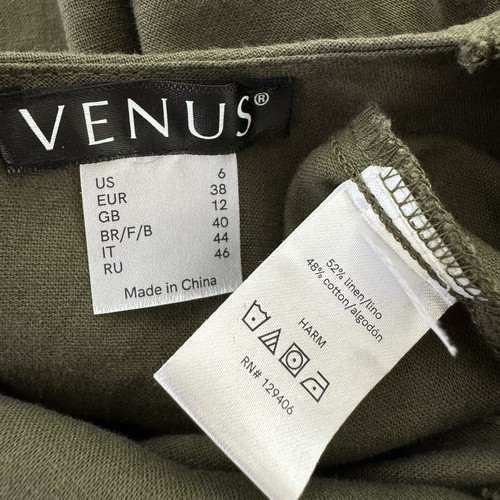 VENUS®
US 6
EUR 38
GB 12
BR/F/B 40
IT 44
RU 46
Made in China
52% linen/lino
48% cotton/algodón
HARM
RN# 129406